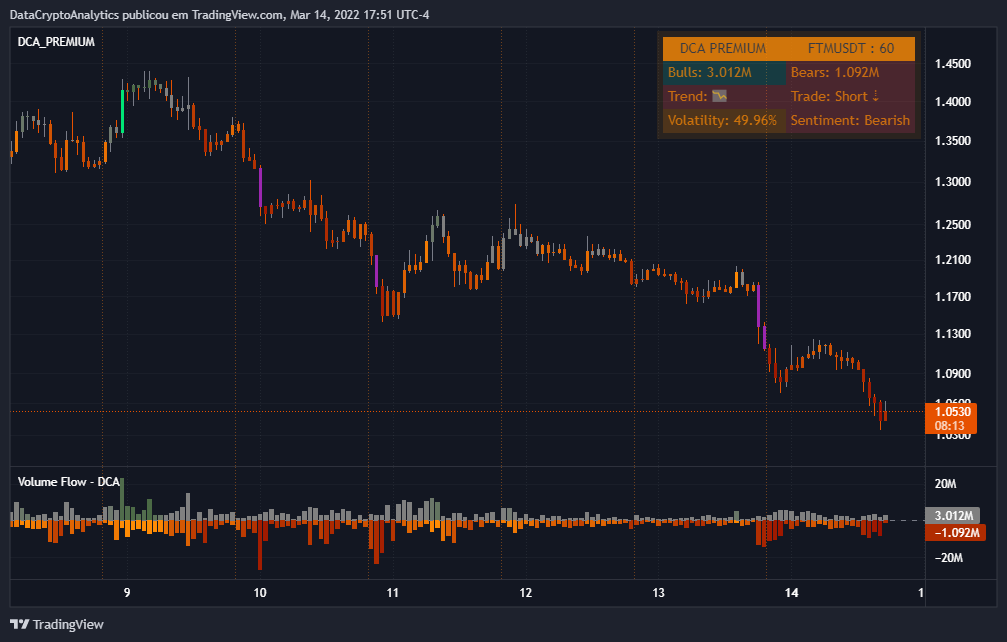 DataCryptoAnalytics publicou em TradingView.com, Mar 14, 2022 17:51 UTC-4
DCA_PREMIUM
DCA PREMIUM FTMUSDT : 60
Bulls: 3.012M Bears: 1.092M
Trend: Trade: Short ⇣
Volatility: 49.96% Sentiment: Bearish
1.4500
1.4000
1.3500
1.3000
1.2500
1.2100
1.1700
1.1300
1.0900
1.0600
1.0530
08:13
1.0300
Volume Flow - DCA
20M
3.012M
−1.092M
−20M
9 10 11 12 13 14 1
TradingView